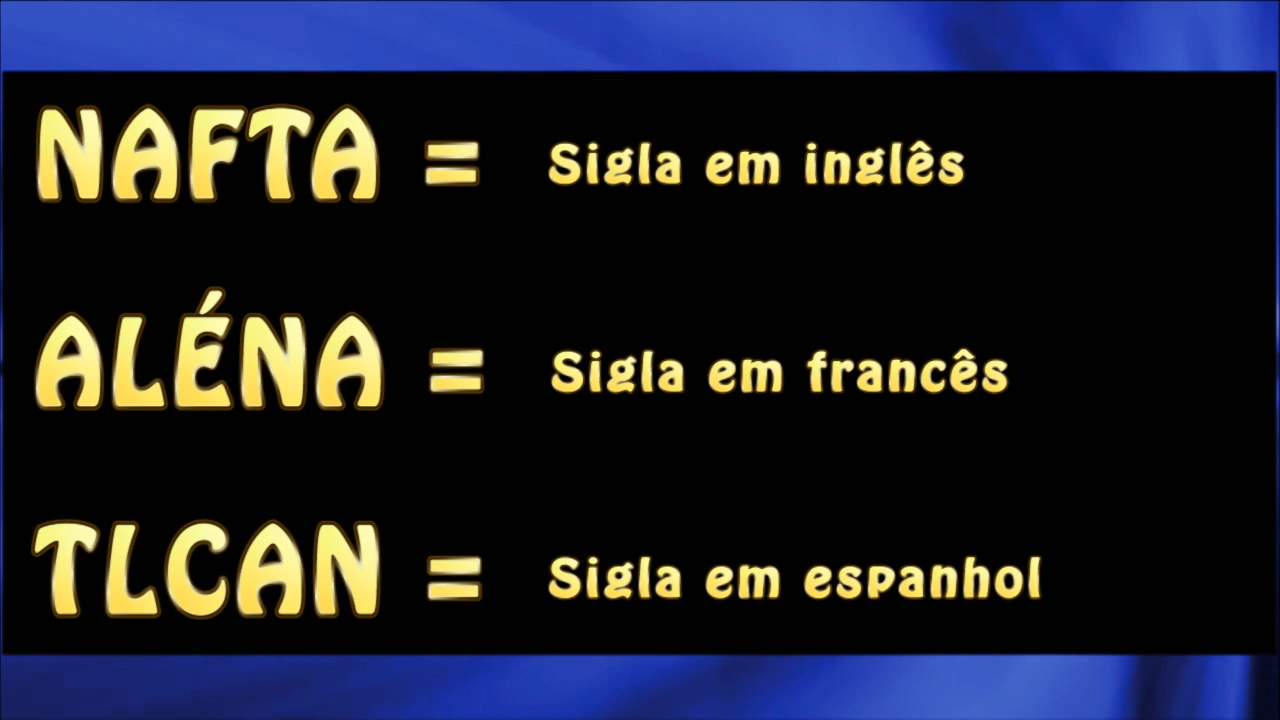 NAFTA = Sigla em inglês
ALÉNA = Sigla em francês
TLCAN = Sigla em espanhol